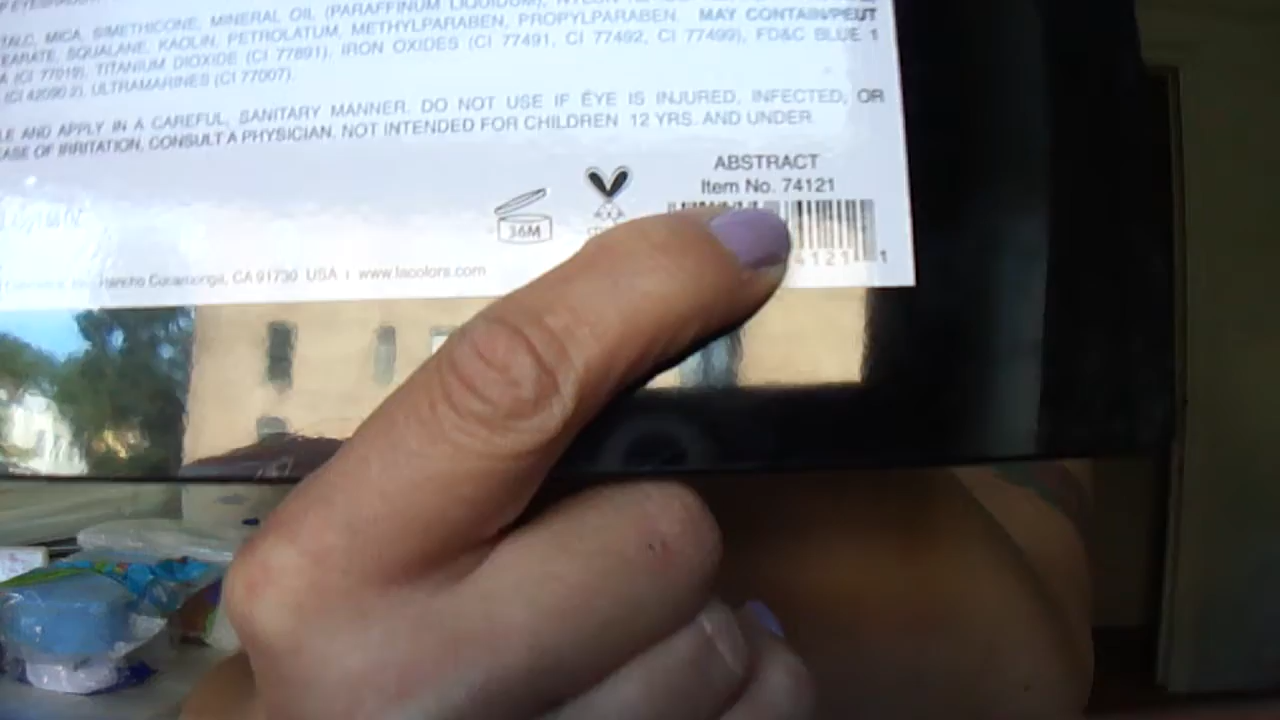 TALC, MICA, SIMETHICONE, MINERAL OIL (PARAFFINUM LIQUIDUM),
SQUALANE, KAOLIN, PETROLATUM, METHYLPARABEN, PROPYLPARABEN. MAY CONTAIN/PEUT
(CI 77019), TITANIUM DIOXIDE (CI 77891), IRON OXIDES (CI 77491, CI 77492, CI 77499), FD&C BLUE 1
(CI 42090:2), ULTRAMARINES (CI 77007).
AND APPLY IN A CAREFUL, SANITARY MANNER. DO NOT USE IF EYE IS INJURED, INFECTED, OR
OF IRRITATION, CONSULT A PHYSICIAN. NOT INTENDED FOR CHILDREN 12 YRS. AND UNDER.
ABSTRACT
Item No. 74121
36M
4121 1
Rancho Cucamonga, CA 91730 USA | www.lacolors.com